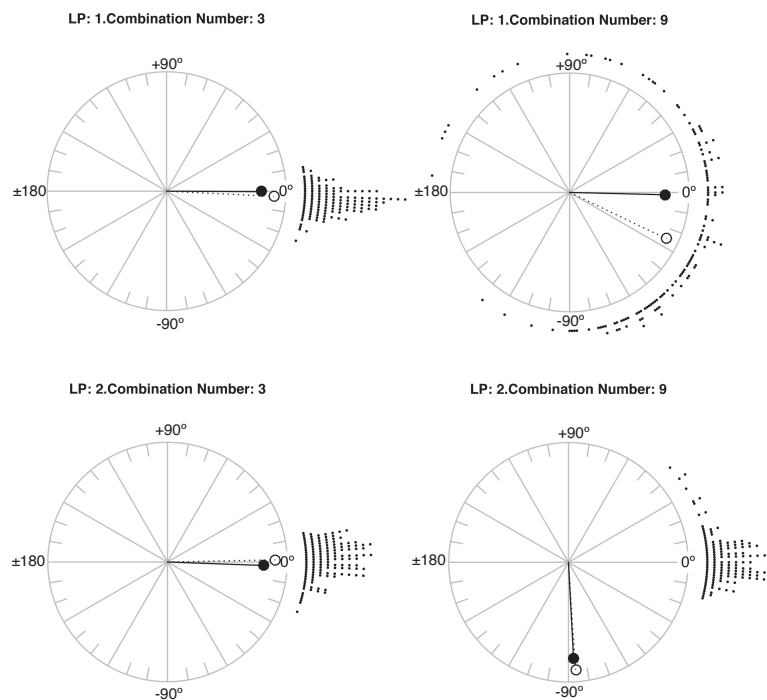 LP: 1.Combination Number: 3
+90º
±180
0º
-90º
LP: 1.Combination Number: 9
+90º
±180
0º
-90º
LP: 2.Combination Number: 3
+90º
±180
0º
-90º
LP: 2.Combination Number: 9
+90º
±180
0º
-90º